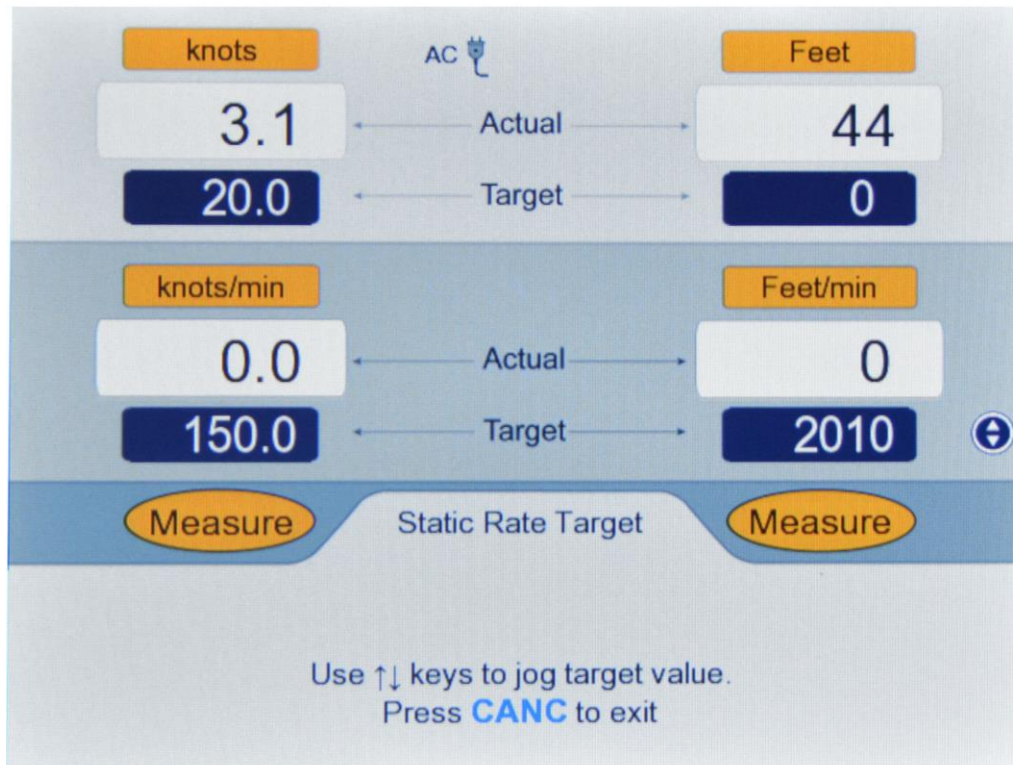 knots AC Feet
3.1 Actual 44
20.0 Target 0
knots/min Feet/min
0.0 Actual 0
150.0 Target 2010
Measure Static Rate Target Measure
Use ↑↓ keys to jog target value.
Press CANC to exit